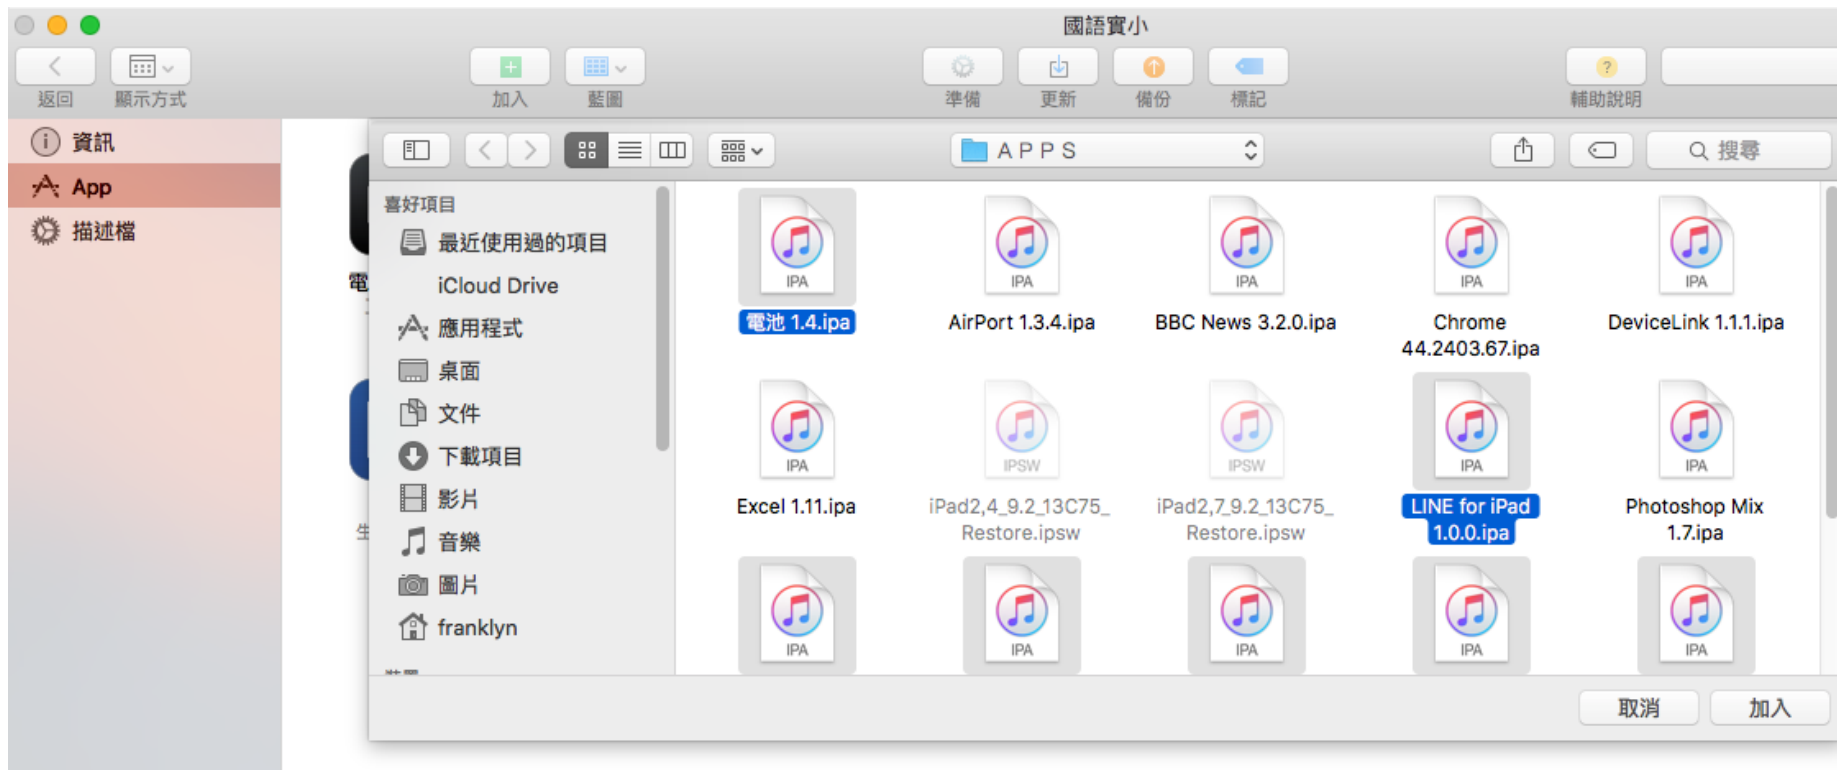 國語實小
返回
顯示方式
加入
藍圖
準備
更新
備份
標記
?
輔助說明
資訊
App
描述檔
APPS
搜尋
喜好項目
最近使用過的項目
iCloud Drive
應用程式
桌面
文件
下載項目
影片
音樂
圖片
franklyn
IPA
IPA
IPA
IPA
IPA
電池 1.4.ipa
AirPort 1.3.4.ipa
BBC News 3.2.0.ipa
Chrome
44.2403.67.ipa
DeviceLink 1.1.1.ipa
IPA
IPSW
IPSW
IPA
IPA
Excel 1.11.ipa
iPad2,4_9.2_13C75_
Restore.ipsw
iPad2,7_9.2_13C75_
Restore.ipsw
LINE for iPad
1.0.0.ipa
Photoshop Mix
1.7.ipa
IPA
IPA
IPA
IPA
IPA
電
生
取消
加入